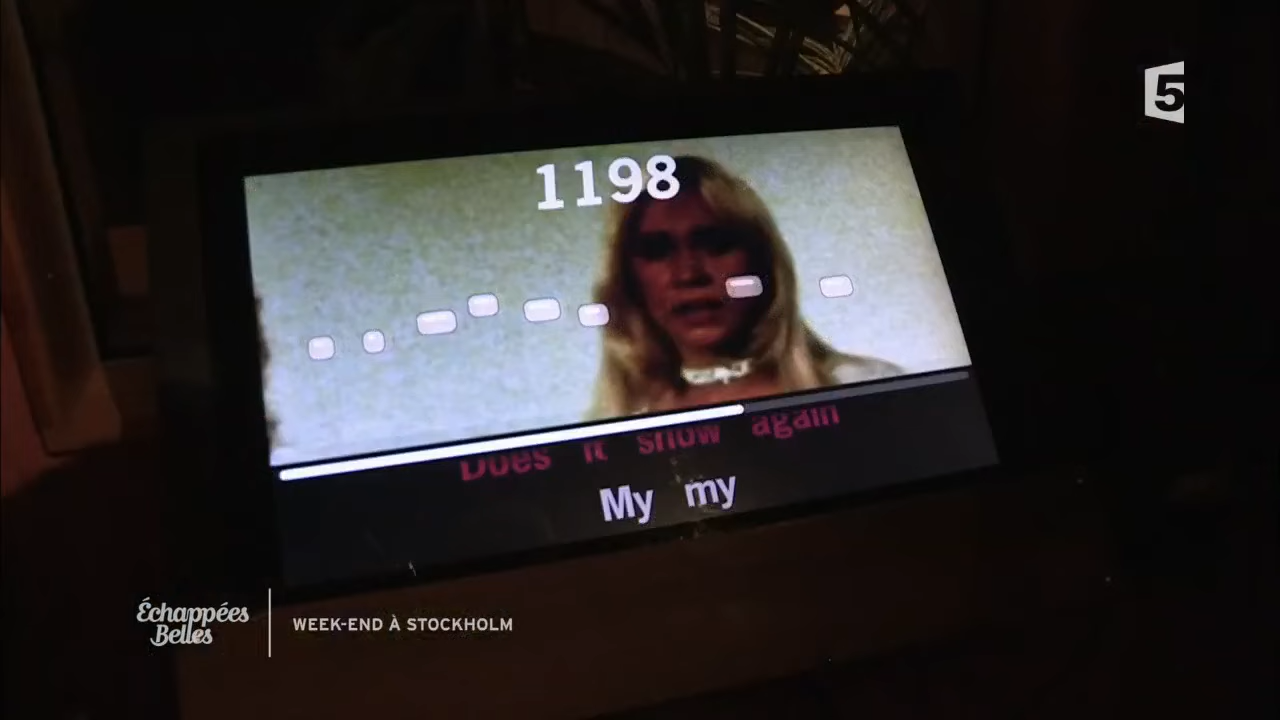 5
1198
Does it show again
My my
Échappées
Belles
WEEK-END À STOCKHOLM